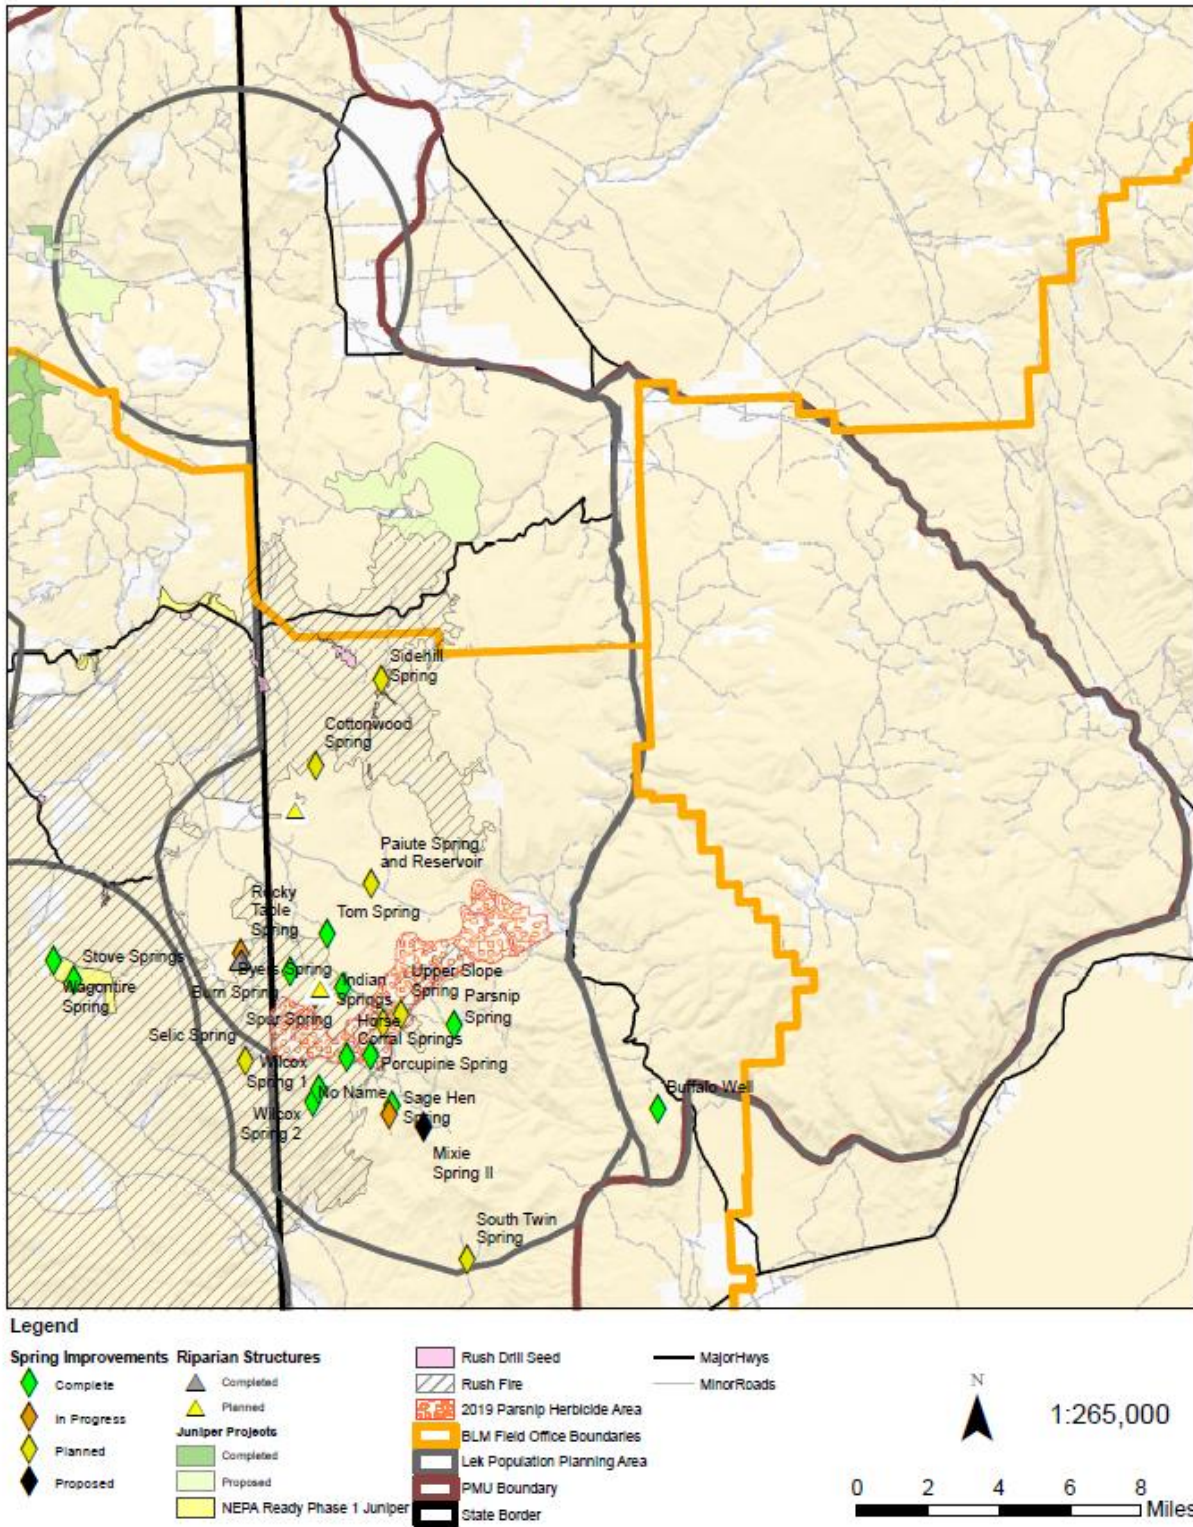 Sidehill
Spring
Cottonwood
Spring
Paiute Spring
and Reservoir
Rocky
Table
Spring
Tom Spring
Stove Springs
Wagontire
Spring
Byers Spring
Burn Spring
Indian
Springs
Upper Slope
Spring
Parsnip
Spring
Spur Spring
Horse
Corral Springs
Selic Spring
Porcupine Spring
Wilcox
Spring 1
No Name
Wilcox
Spring 2
Sage Hen
Spring
Buffalo Well
Mixie
Spring II
South Twin
Spring
Legend
Spring Improvements
Complete
In Progress
Planned
Proposed
Riparian Structures
Completed
Planned
Juniper Projects
Completed
Proposed
NEPA Ready Phase 1 Juniper
Rush Drill Seed
Rush Fire
2019 Parsnip Herbicide Area
BLM Field Office Boundaries
Lek Population Planning Area
PMU Boundary
State Border
MajorHwys
MinorRoads
N
1:265,000
0 2 4 6 8
Miles